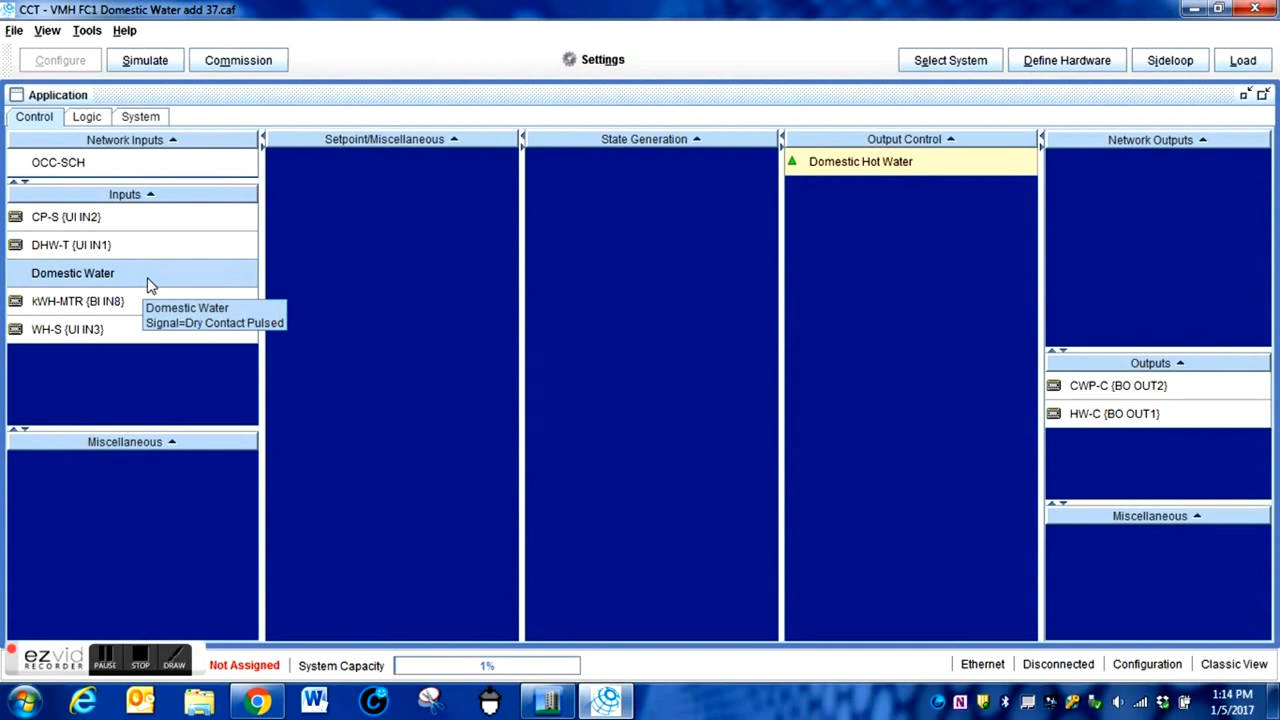 CCT - VMH FC1 Domestic Water add 37.caf
File View Tools Help
Configure Simulate Commission Settings Select System Define Hardware Sideloop Load
Application
Control Logic System
Network Inputs Setpoint/Miscellaneous State Generation Output Control Network Outputs
OCC-SCH Domestic Hot Water
Inputs
CP-S {UI IN2}
DHW-T {UI IN1}
Domestic Water
kWH-MTR {BI IN8}
Domestic Water
Signal=Dry Contact Pulsed
WH-S {UI IN3}
Outputs
CWP-C {BO OUT2}
HW-C {BO OUT1}
Miscellaneous
Miscellaneous
ezvid
RECORDER
PAUSE STOP DRAW
Not Assigned System Capacity 1% Ethernet Disconnected Configuration Classic View
1:14 PM
1/5/2017